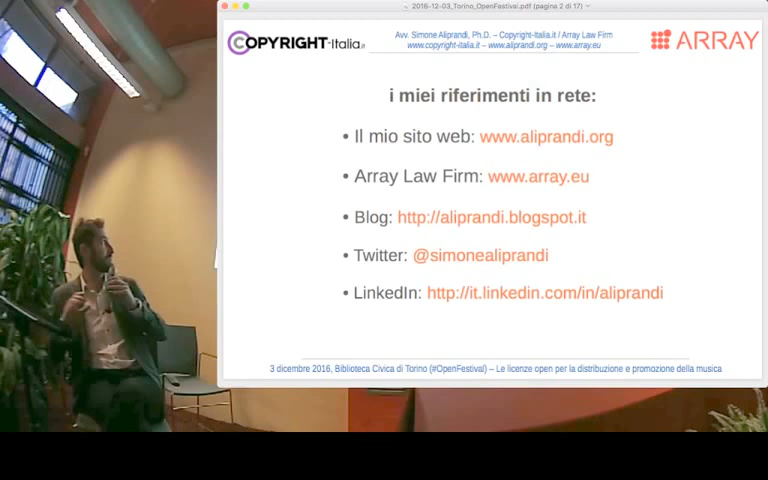 2016-12-03_Torino_OpenFestival.pdf (pagina 2 di 17)
COPYRIGHT-Italia.it
Avv. Simone Aliprandi, Ph.D. – Copyright-Italia.it / Array Law Firm
www.copyright-italia.it – www.aliprandi.org – www.array.eu
ARRAY
i miei riferimenti in rete:
• Il mio sito web: www.aliprandi.org
• Array Law Firm: www.array.eu
• Blog: http://aliprandi.blogspot.it
• Twitter: @simonealiprandi
• LinkedIn: http://it.linkedin.com/in/aliprandi
3 dicembre 2016, Biblioteca Civica di Torino (#OpenFestival) – Le licenze open per la distribuzione e promozione della musica